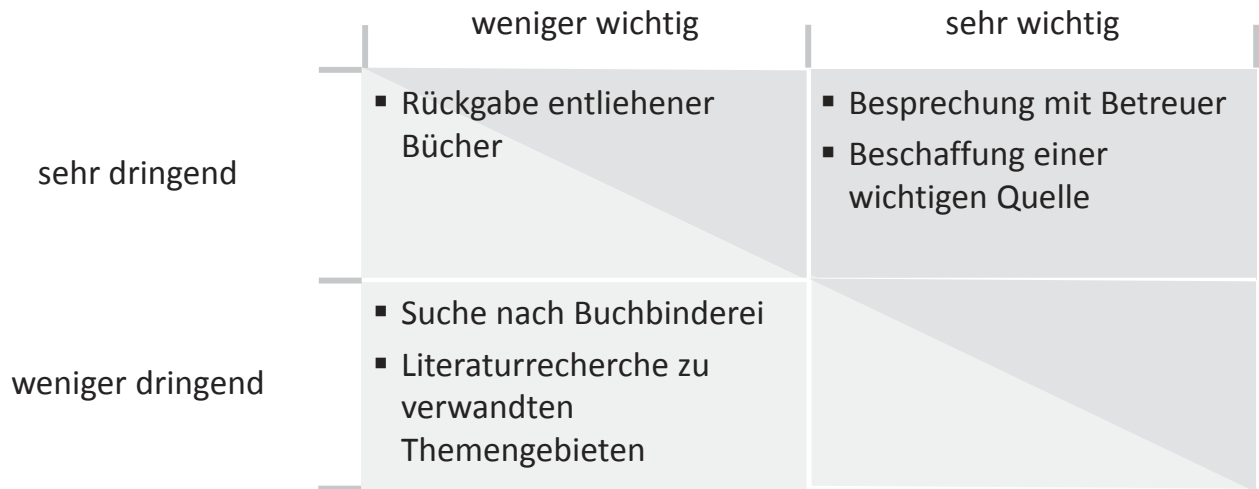 weniger wichtig
sehr wichtig
sehr dringend
▪ Rückgabe entliehener
Bücher
▪ Besprechung mit Betreuer
▪ Beschaffung einer
wichtigen Quelle
weniger dringend
▪ Suche nach Buchbinderei
▪ Literaturrecherche zu
verwandten
Themengebieten